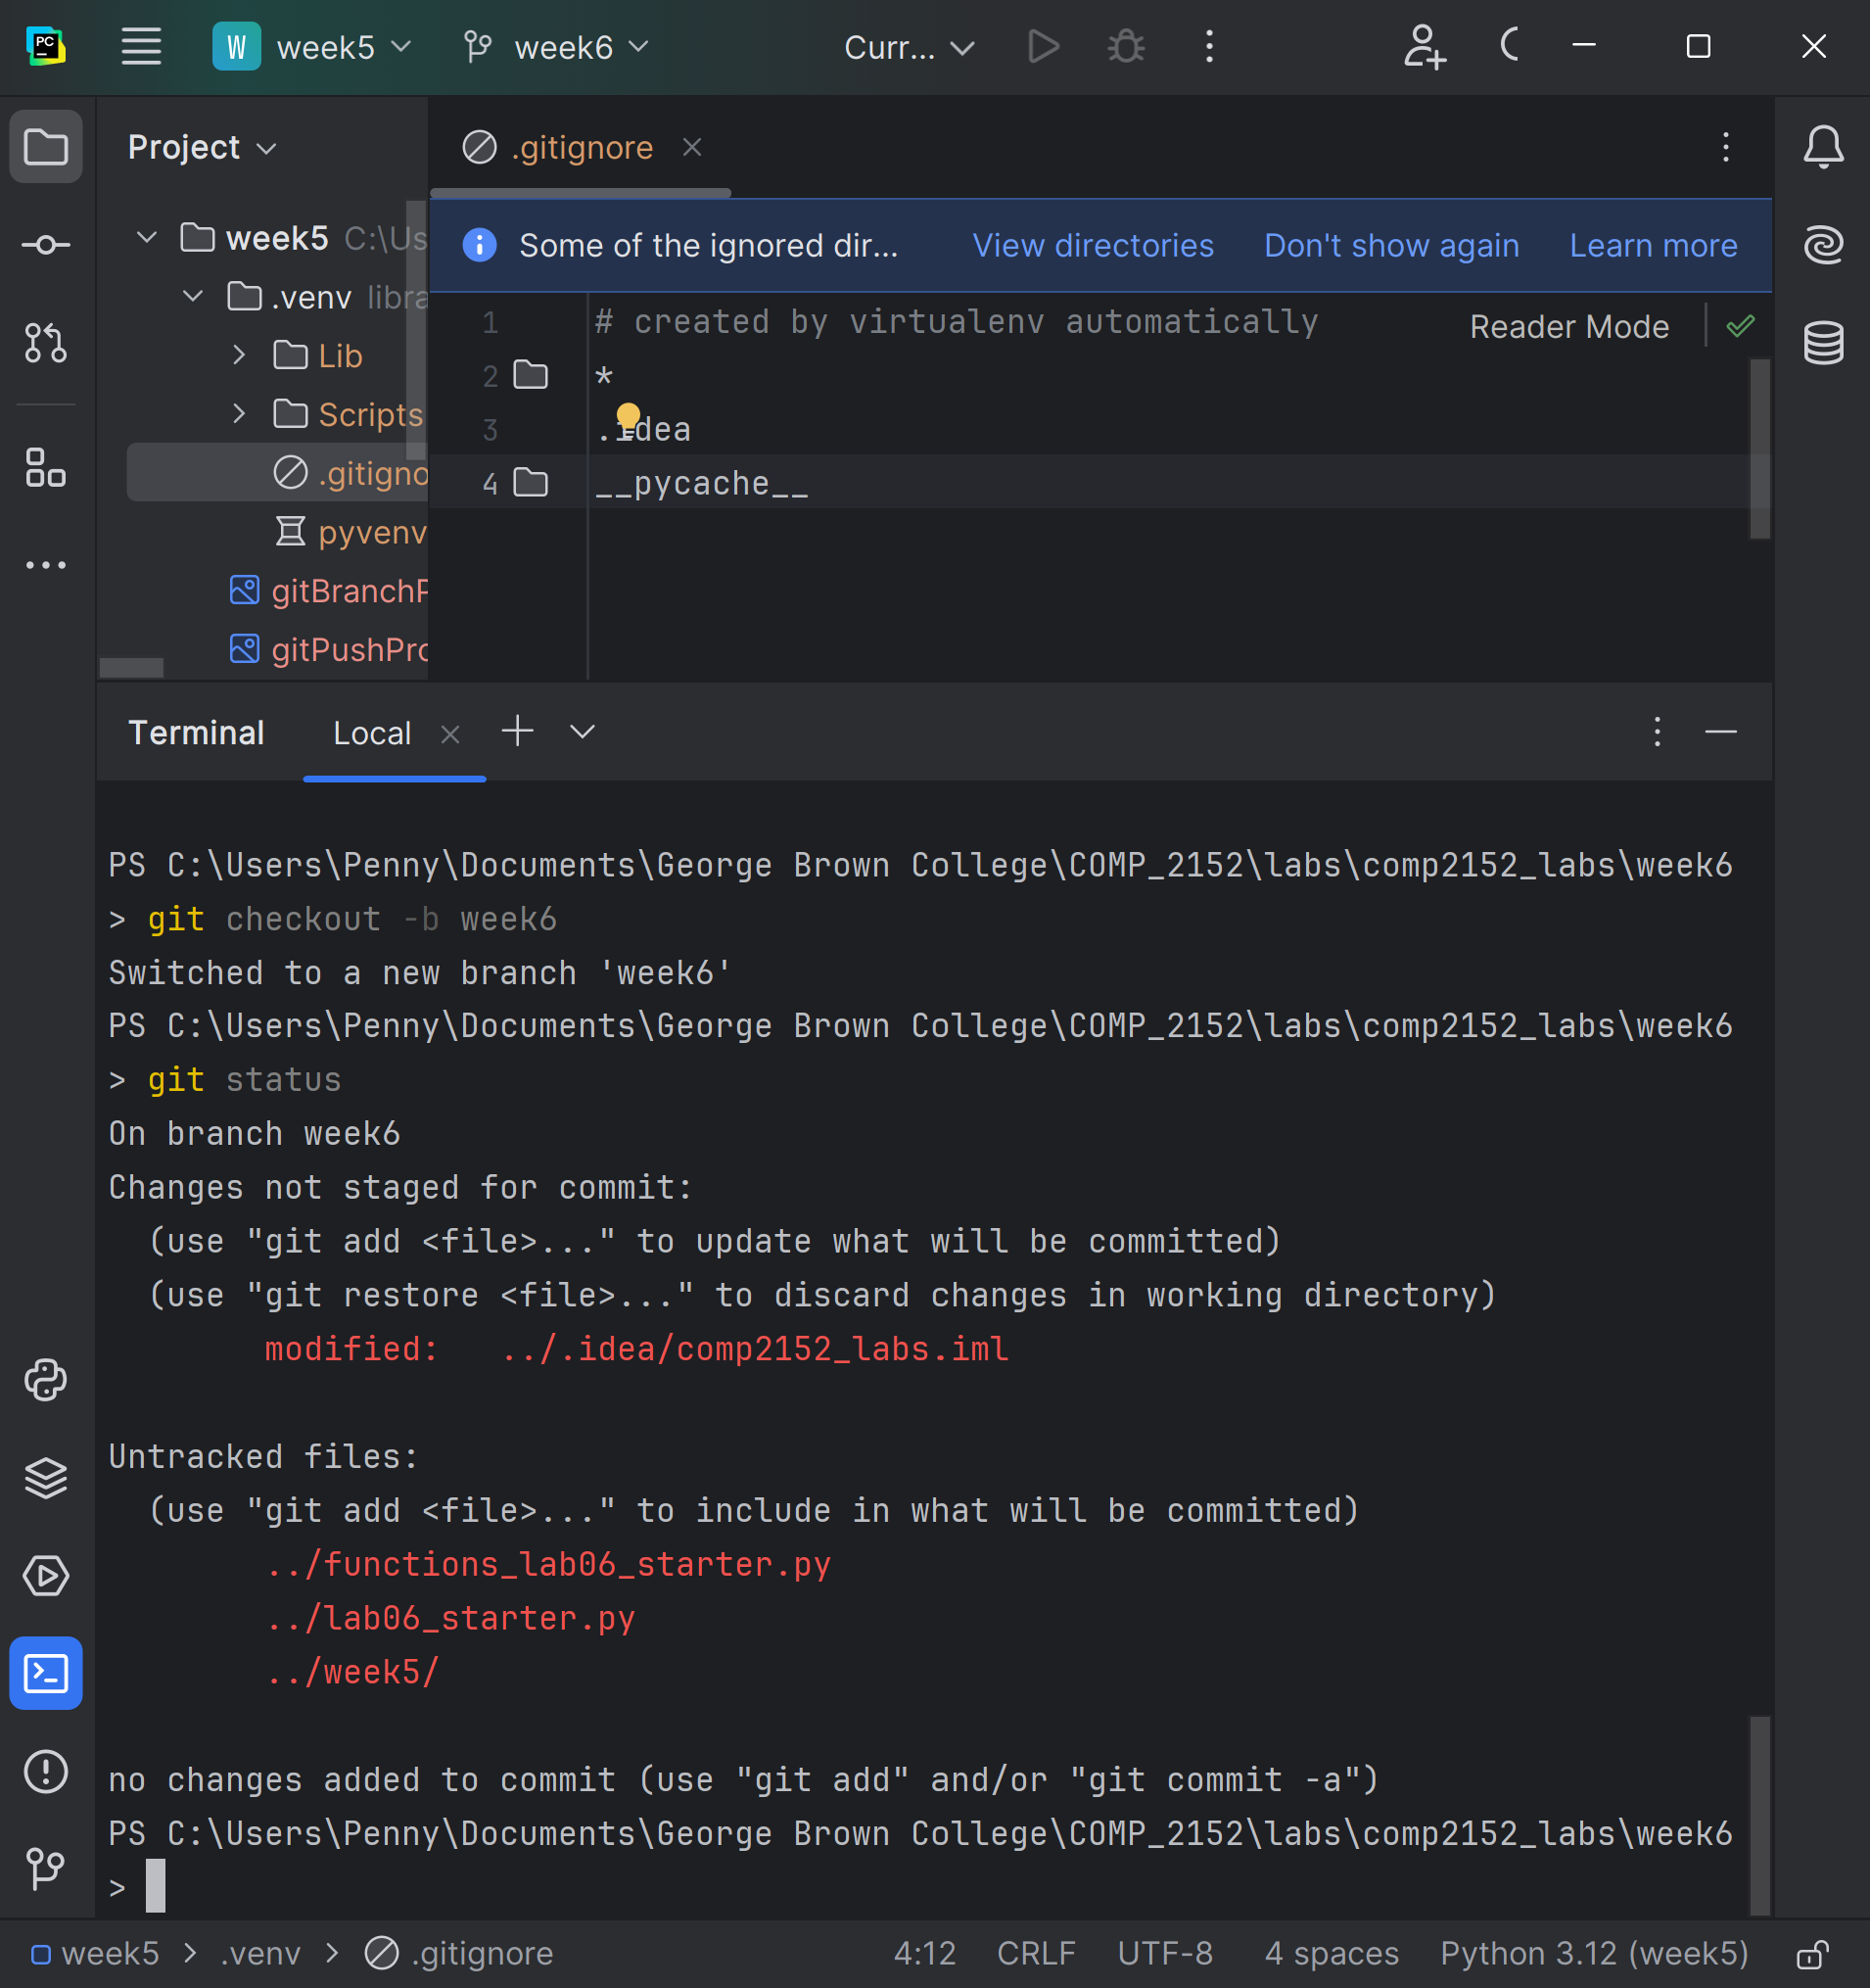 PC W week5 week6 Curr...
Project
.gitignore
week5 C:\Us
.venv libra
Lib
Scripts
.gitigno
pyvenv
gitBranchP
gitPushPro
Some of the ignored dir... View directories Don't show again Learn more
1 # created by virtualenv automatically
Reader Mode
2 *
3 .idea
4 __pycache__
Terminal Local
PS C:\Users\Penny\Documents\George Brown College\COMP_2152\labs\comp2152_labs\week6
> git checkout -b week6
Switched to a new branch 'week6'
PS C:\Users\Penny\Documents\George Brown College\COMP_2152\labs\comp2152_labs\week6
> git status
On branch week6
Changes not staged for commit:
(use "git add <file>..." to update what will be committed)
(use "git restore <file>..." to discard changes in working directory)
modified: ../.idea/comp2152_labs.iml
Untracked files:
(use "git add <file>..." to include in what will be committed)
../functions_lab06_starter.py
../lab06_starter.py
../week5/
no changes added to commit (use "git add" and/or "git commit -a")
PS C:\Users\Penny\Documents\George Brown College\COMP_2152\labs\comp2152_labs\week6
>
week5 > .venv > .gitignore 4:12 CRLF UTF-8 4 spaces Python 3.12 (week5)